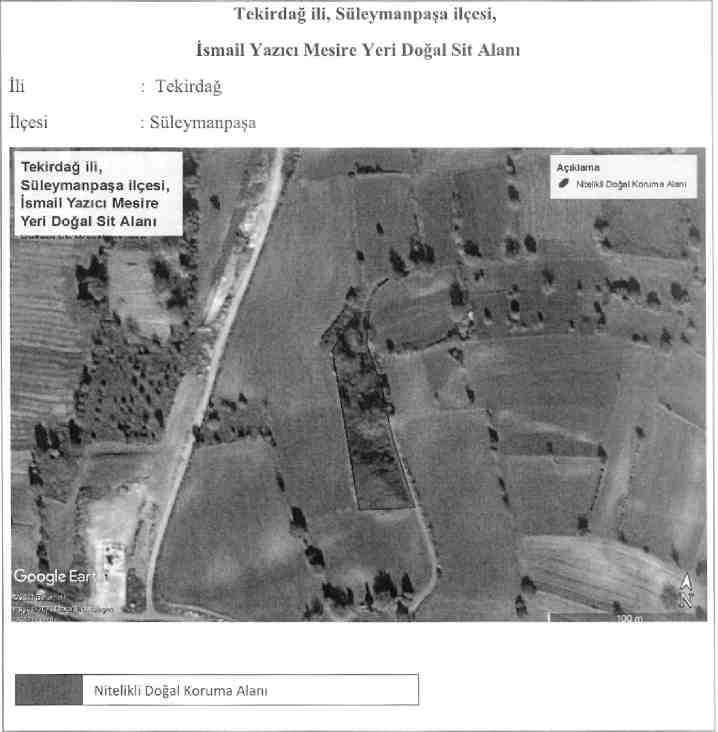 Tekirdağ ili, Süleymanpaşa ilçesi,
İsmail Yazıcı Mesire Yeri Doğal Sit Alanı
İli : Tekirdağ
İlçesi : Süleymanpaşa
Tekirdağ ili,
Süleymanpaşa ilçesi,
İsmail Yazıcı Mesire
Yeri Doğal Sit Alanı
Açıklama
Nitelikli Doğal Koruma Alanı
Google Earth
N
100 m
Nitelikli Doğal Koruma Alanı